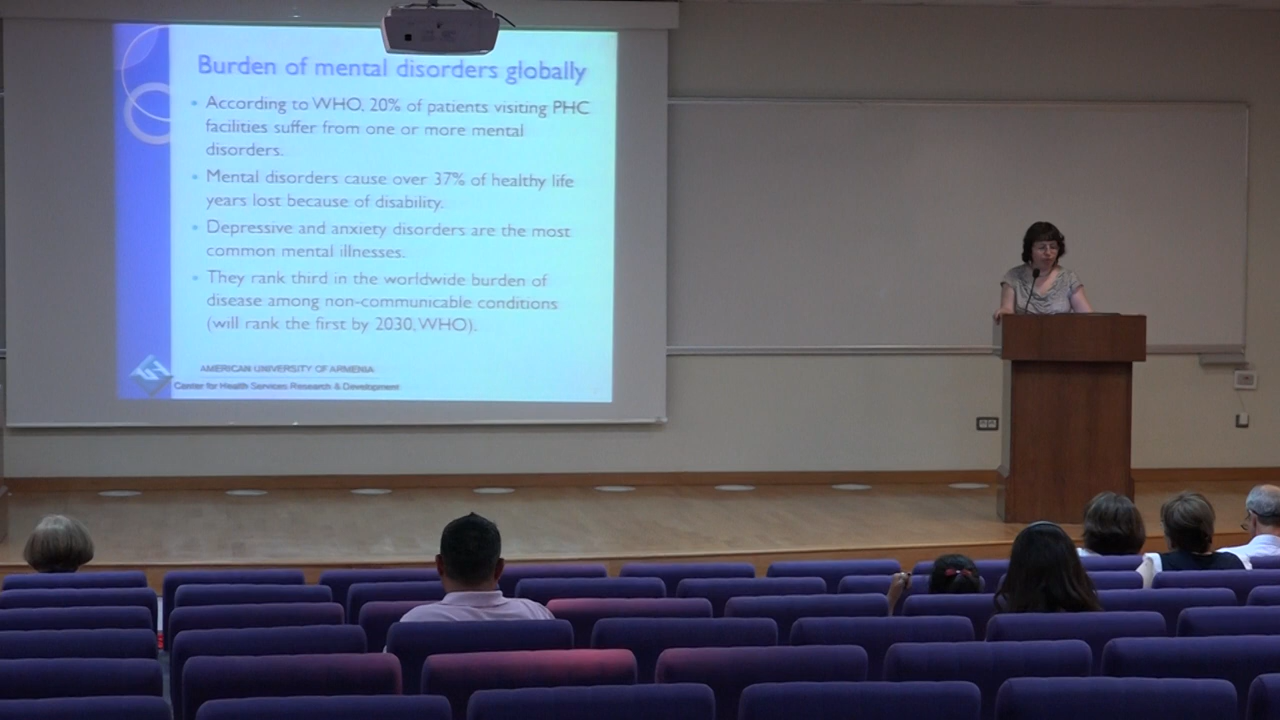 Burden of mental disorders globally
• According to WHO, 20% of patients visiting PHC
facilities suffer from one or more mental
disorders.
• Mental disorders cause over 37% of healthy life
years lost because of disability.
• Depressive and anxiety disorders are the most
common mental illnesses.
• They rank third in the worldwide burden of
disease among non-communicable conditions
(will rank the first by 2030, WHO).
AMERICAN UNIVERSITY OF ARMENIA
Center for Health Services Research & Development